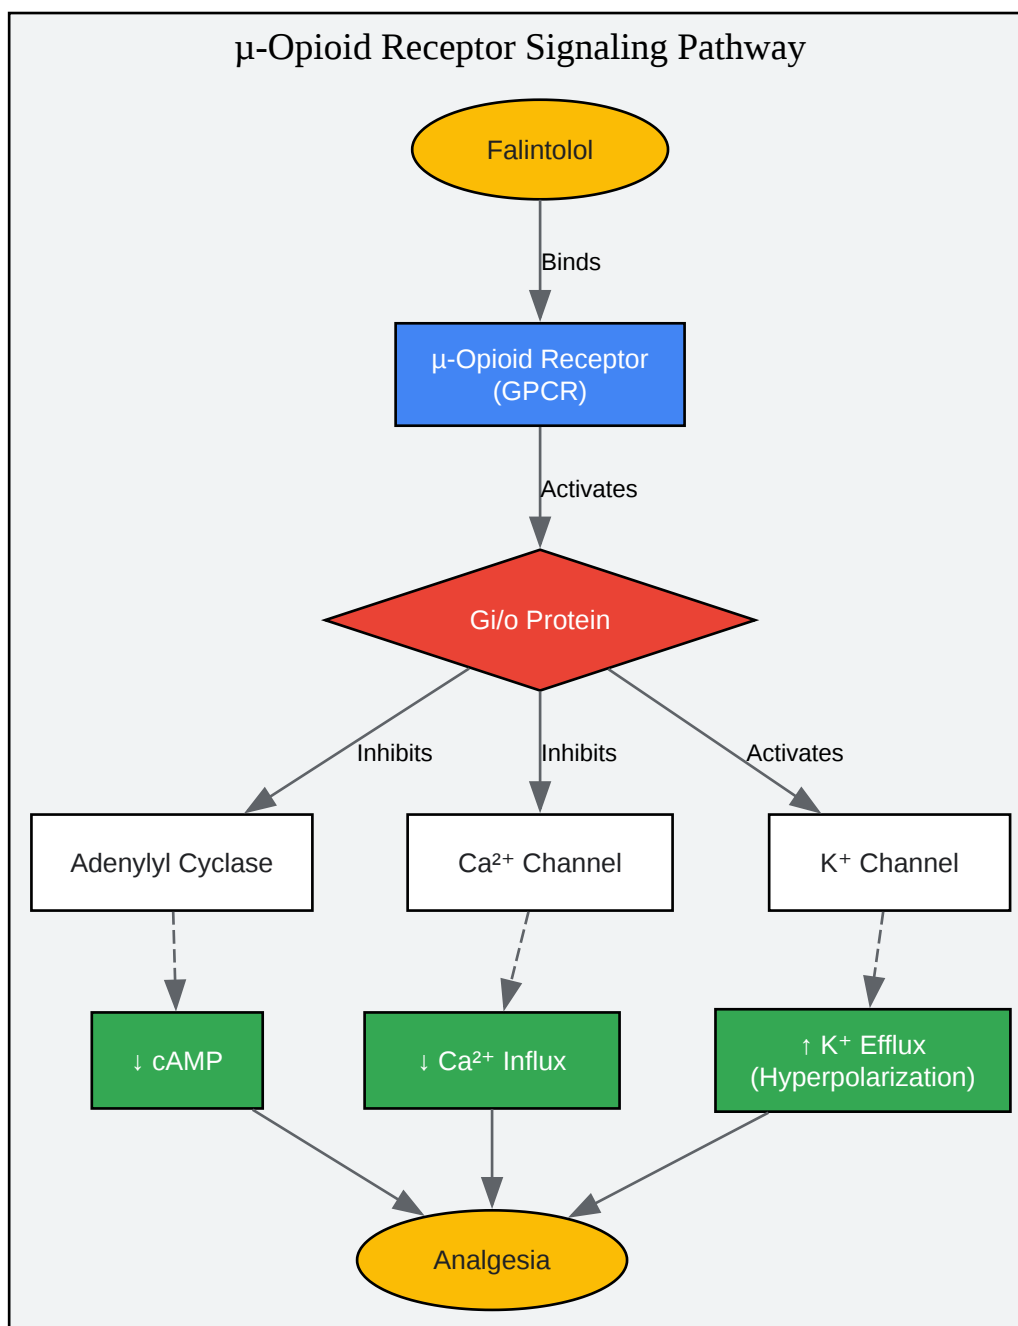 µ-Opioid Receptor Signaling Pathway
Falintolol
Binds
µ-Opioid Receptor
(GPCR)
Activates
Gi/o Protein
Inhibits
Inhibits
Activates
Adenylyl Cyclase
Ca²⁺ Channel
K⁺ Channel
↓ cAMP
↓ Ca²⁺ Influx
↑ K⁺ Efflux
(Hyperpolarization)
Analgesia